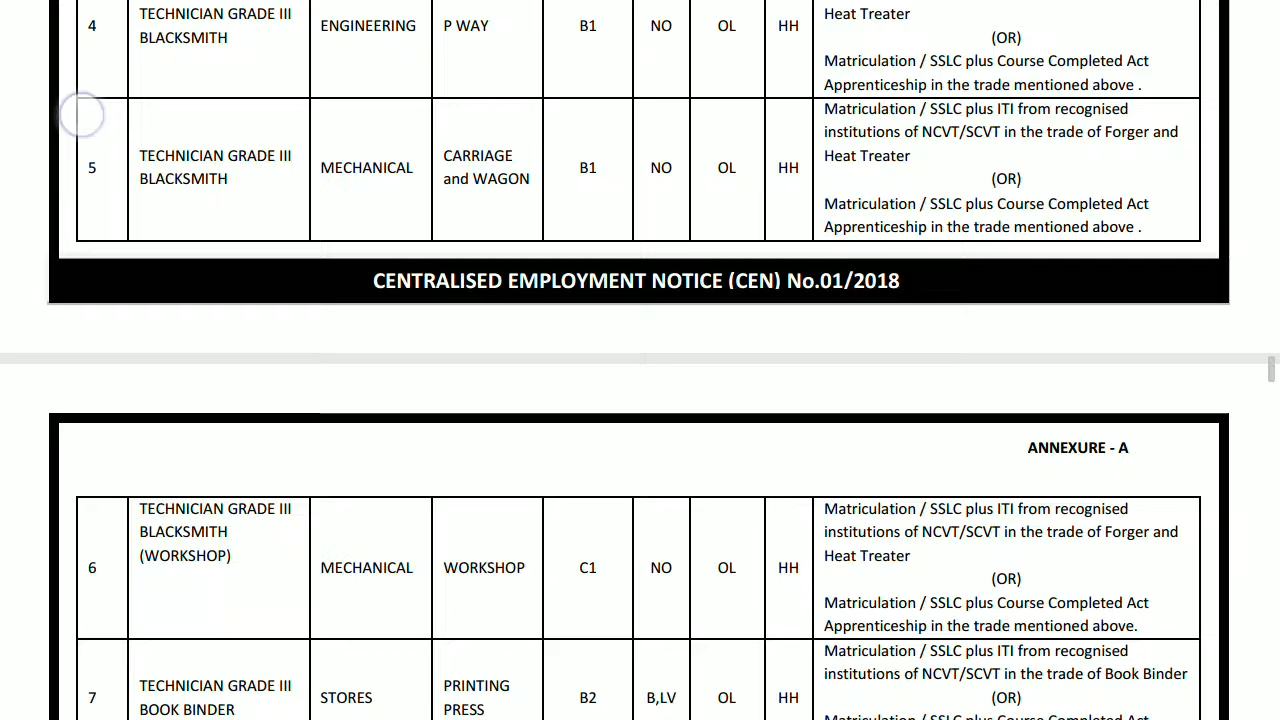 4 TECHNICIAN GRADE III BLACKSMITH ENGINEERING P WAY B1 NO OL HH Heat Treater
(OR)
Matriculation / SSLC plus Course Completed Act
Apprenticeship in the trade mentioned above .
5 TECHNICIAN GRADE III BLACKSMITH MECHANICAL CARRIAGE and WAGON B1 NO OL HH Matriculation / SSLC plus ITI from recognised
institutions of NCVT/SCVT in the trade of Forger and
Heat Treater
(OR)
Matriculation / SSLC plus Course Completed Act
Apprenticeship in the trade mentioned above .
CENTRALISED EMPLOYMENT NOTICE (CEN) No.01/2018
ANNEXURE - A
6 TECHNICIAN GRADE III BLACKSMITH (WORKSHOP) MECHANICAL WORKSHOP C1 NO OL HH Matriculation / SSLC plus ITI from recognised
institutions of NCVT/SCVT in the trade of Forger and
Heat Treater
(OR)
Matriculation / SSLC plus Course Completed Act
Apprenticeship in the trade mentioned above.
7 TECHNICIAN GRADE III BOOK BINDER STORES PRINTING PRESS B2 B,LV OL HH Matriculation / SSLC plus ITI from recognised
institutions of NCVT/SCVT in the trade of Book Binder
(OR)
Matriculation / SSLC plus Course Completed Act